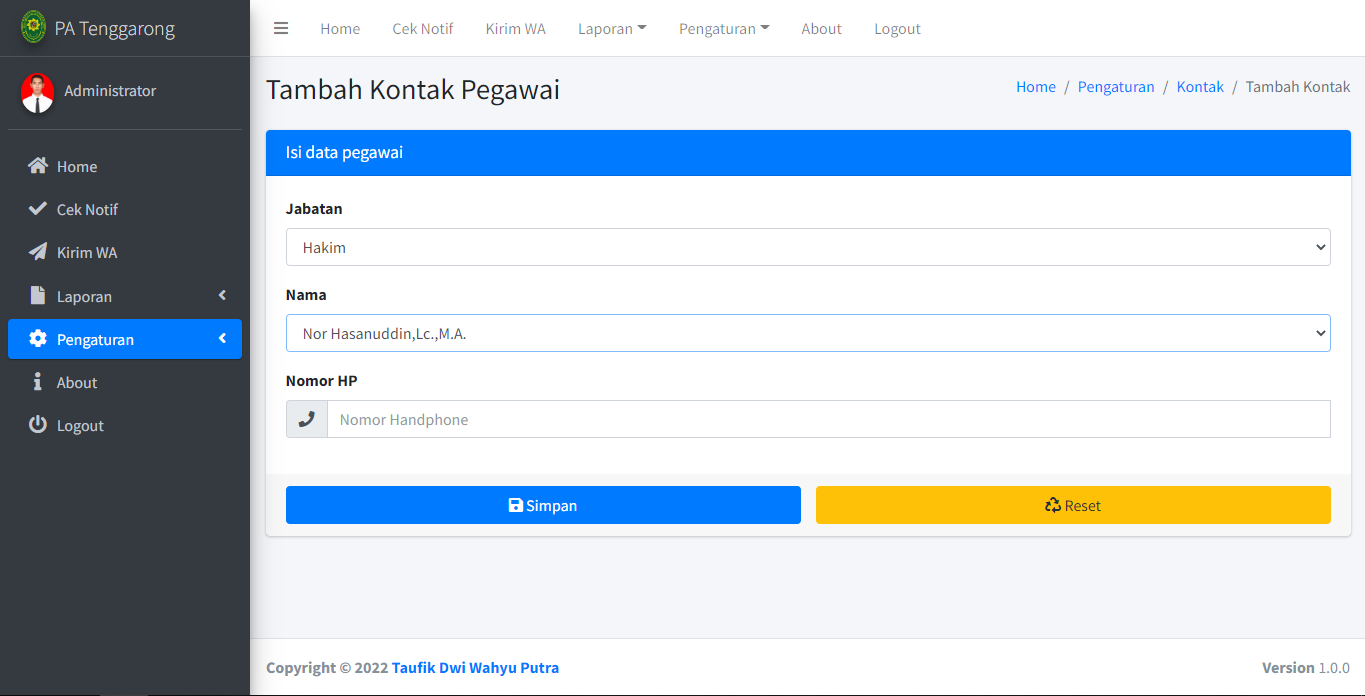 PA Tenggarong
Home Cek Notif Kirim WA Laporan Pengaturan About Logout
Administrator
Home
Cek Notif
Kirim WA
Laporan
Pengaturan
About
Logout
Tambah Kontak Pegawai
Home / Pengaturan / Kontak / Tambah Kontak
Isi data pegawai
Jabatan
Hakim
Nama
Nor Hasanuddin,Lc.,M.A.
Nomor HP
Nomor Handphone
Simpan
Reset
Copyright © 2022 Taufik Dwi Wahyu Putra
Version 1.0.0